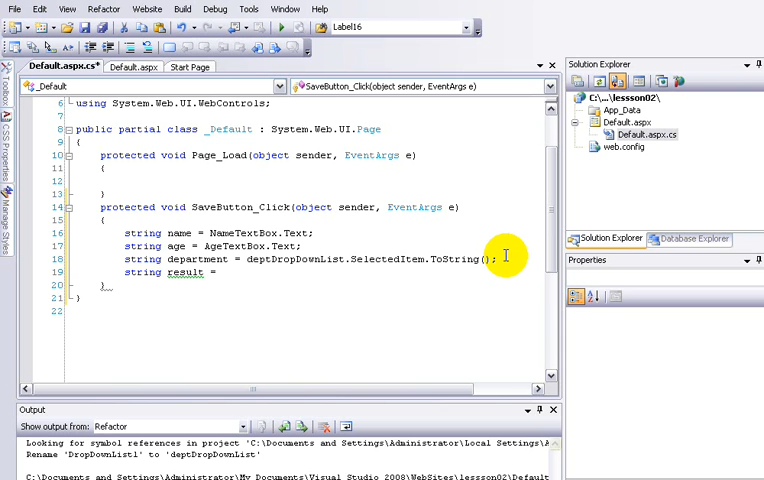 File Edit View Refactor Website Build Debug Tools Window Help
Label16
Default.aspx.cs* Default.aspx Start Page
_Default SaveButton_Click(object sender, EventArgs e)
Toolbox
CSS Properties
Manage Styles
6 using System.Web.UI.WebControls;
7
8 public partial class _Default : System.Web.UI.Page
9 {
10 protected void Page_Load(object sender, EventArgs e)
11 {
12
13 }
14 protected void SaveButton_Click(object sender, EventArgs e)
15 {
16 string name = NameTextBox.Text;
17 string age = AgeTextBox.Text;
18 string department = deptDropDownList.SelectedItem.ToString();
19 string result =
20 }
21 }
22
Solution Explorer
C:\...\lessson02\
App_Data
Default.aspx
Default.aspx.cs
web.config
Solution Explorer Database Explorer
Properties
Output
Show output from: Refactor
Looking for symbol references in project 'C:\Documents and Settings\Administrator\Local Settings\A
Rename 'DropDownList1' to 'deptDropDownList'
C:\Documents and Settings\Administrator\My Documents\Visual Studio 2008\WebSites\lessson02\Default